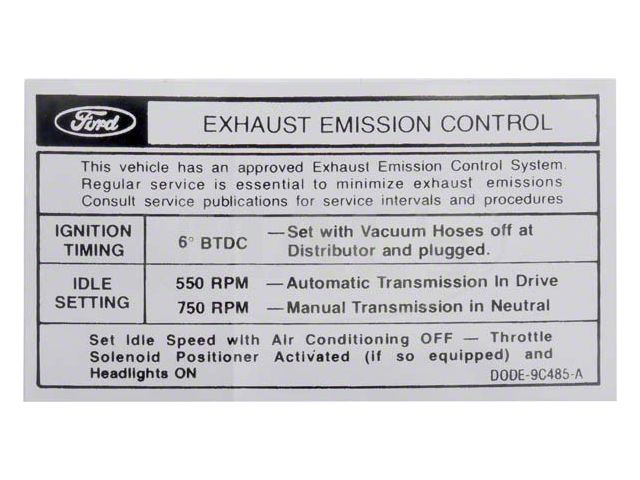 Ford
EXHAUST EMISSION CONTROL
This vehicle has an approved Exhaust Emission Control System.
Regular service is essential to minimize exhaust emissions
Consult service publications for service intervals and procedures
IGNITION
TIMING
6° BTDC
—Set with Vacuum Hoses off at
Distributor and plugged.
IDLE
SETTING
550 RPM —Automatic Transmission In Drive
750 RPM —Manual Transmission in Neutral
Set Idle Speed with Air Conditioning OFF — Throttle
Solenoid Positioner Activated (if so equipped) and
Headlights ON
DODE-9C485-A